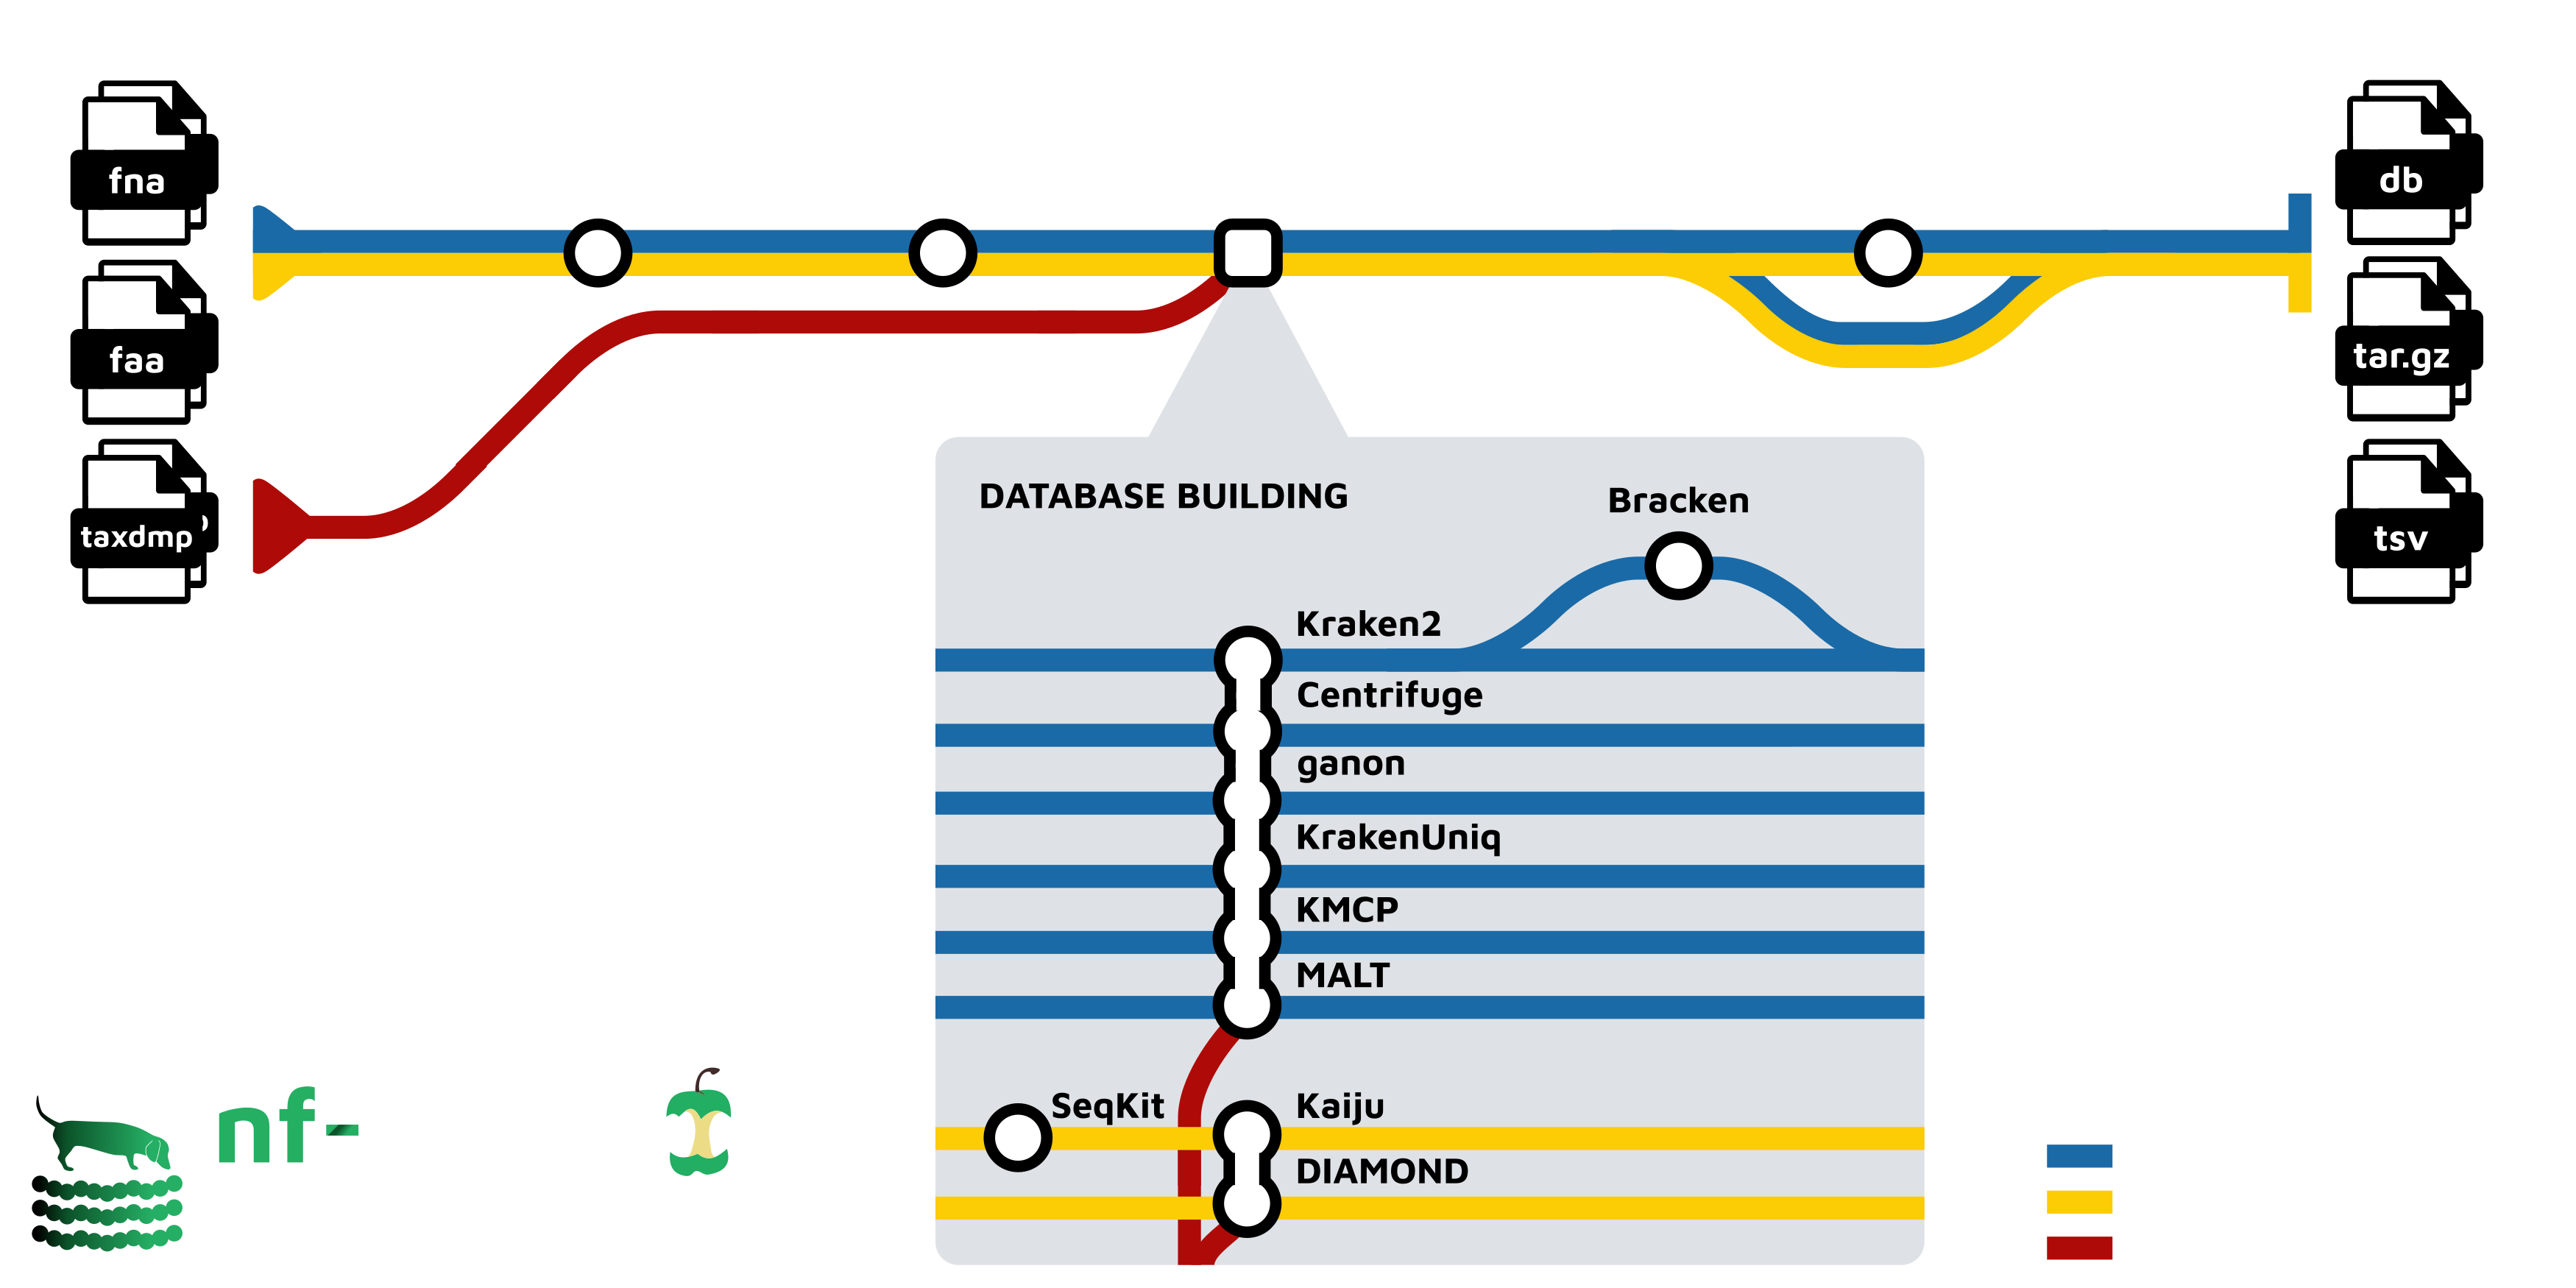 fna
faa
taxdmp
db
tar.gz
tsv
DATABASE BUILDING
Bracken
Kraken2
Centrifuge
ganon
KrakenUniq
KMCP
MALT
SeqKit
Kaiju
DIAMOND
nf-